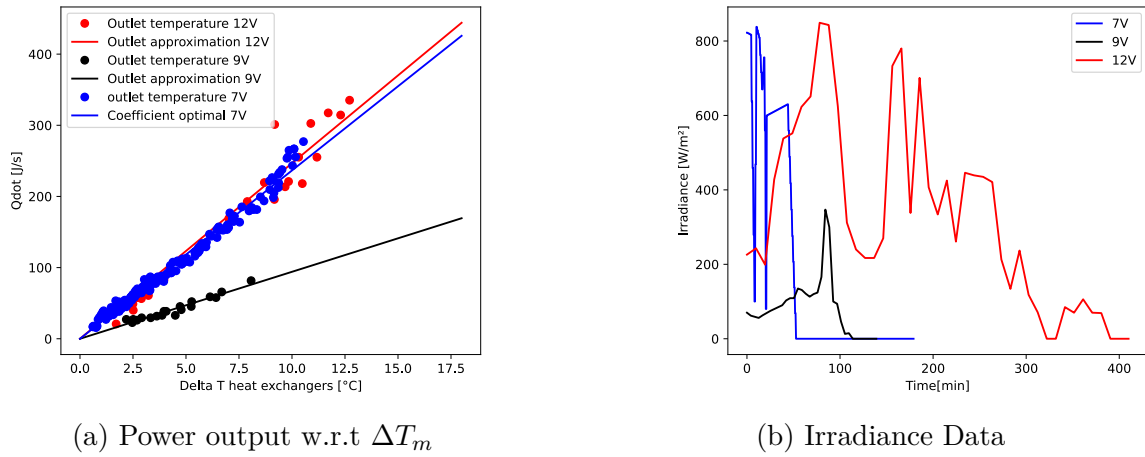 Outlet temperature 12V
Outlet approximation 12V
Outlet temperature 9V
Outlet approximation 9V
outlet temperature 7V
Coefficient optimal 7V
400
300
200
100
0
Qdot [J/s]
0.0 2.5 5.0 7.5 10.0 12.5 15.0 17.5
Delta T heat exchangers [°C]
(a) Power output w.r.t ΔTₘ
7V
9V
12V
800
600
400
200
0
Irradiance [W/m²]
0 100 200 300 400
Time[min]
(b) Irradiance Data